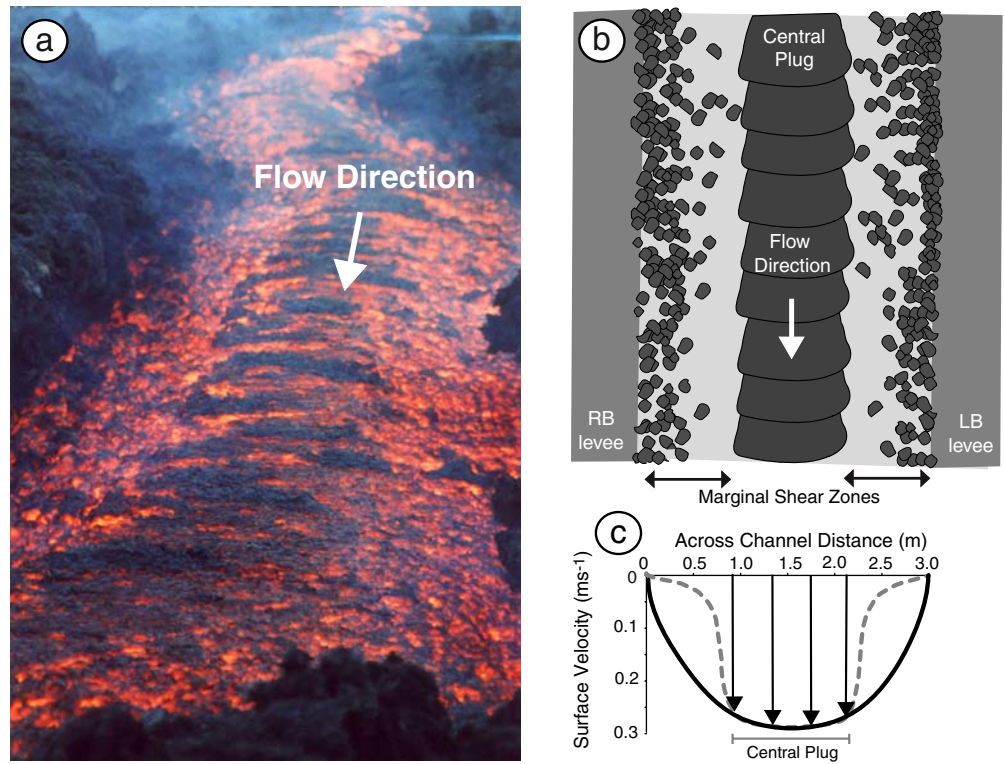 a
Flow Direction
b
Central
Plug
Flow
Direction
RB
levee
LB
levee
Marginal Shear Zones
c
Across Channel Distance (m)
0 0.5 1.0 1.5 2.0 2.5 3.0
Surface Velocity (ms-1)
0
0.1
0.2
0.3
Central Plug